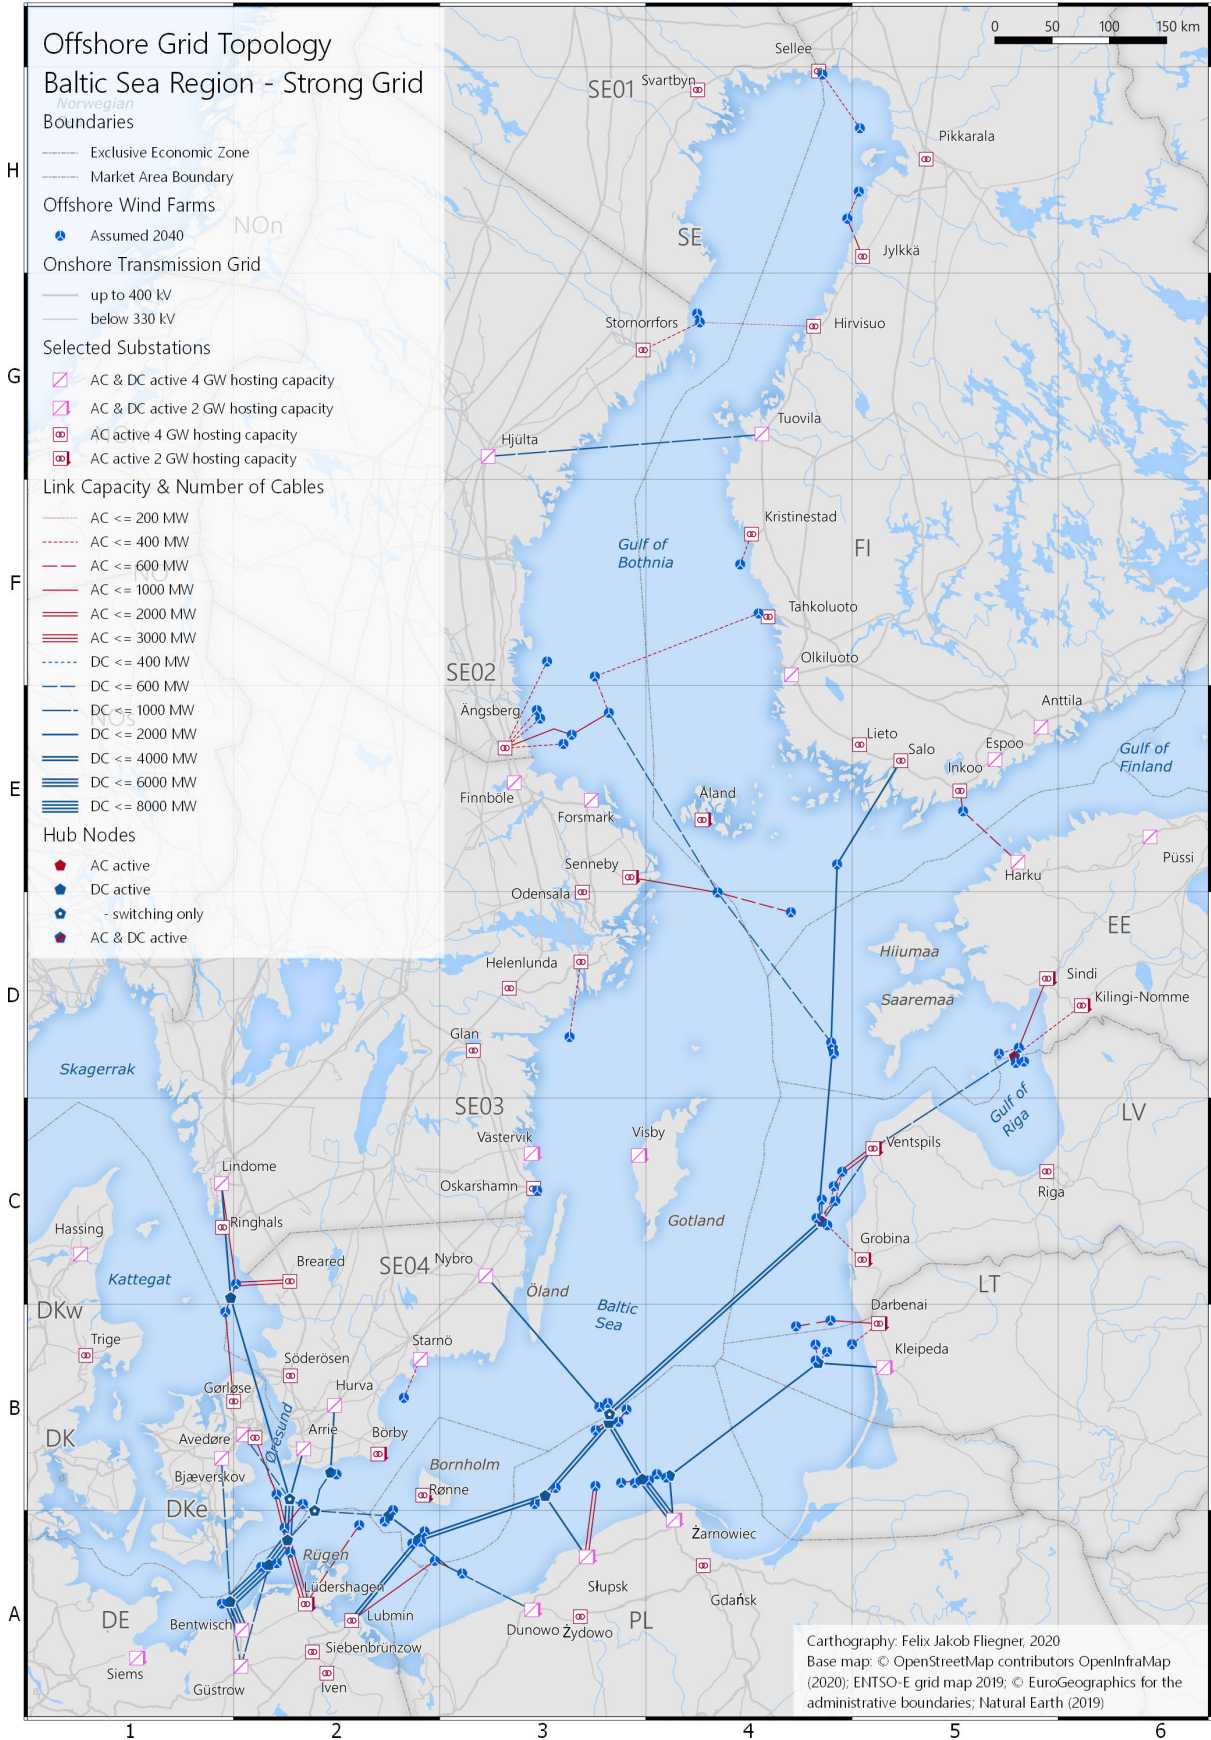 Offshore Grid Topology
Baltic Sea Region - Strong Grid
Norwegian
Boundaries
Exclusive Economic Zone
Market Area Boundary
Offshore Wind Farms
Assumed 2040
NOn
Onshore Transmission Grid
up to 400 kV
below 330 kV
Selected Substations
AC & DC active 4 GW hosting capacity
AC & DC active 2 GW hosting capacity
AC active 4 GW hosting capacity
AC active 2 GW hosting capacity
Link Capacity & Number of Cables
AC <= 200 MW
AC <= 400 MW
AC <= 600 MW
NO
AC <= 1000 MW
AC <= 2000 MW
AC <= 3000 MW
DC <= 400 MW
DC <= 600 MW
DC <= 1000 MW
NOs
DC <= 2000 MW
DC <= 4000 MW
DC <= 6000 MW
DC <= 8000 MW
Hub Nodes
AC active
DC active
- switching only
AC & DC active
0 50 100 150 km
Sellee
SE01
Svartbyn
Pikkarala
SE
Jylkkä
Stornorrfors
Hirvisuo
Tuovila
Hjülta
Kristinestad
Gulf of
Bothnia
FI
Tahkoluoto
Olkiluoto
SE02
Ängsberg
Anttila
Lieto
Salo
Espoo
Inkoo
Gulf of
Finland
Finnböle
Forsmark
Åland
Senneby
Harku
Püssi
Odensala
EE
Hiiumaa
Helenlunda
Sindi
Saaremaa
Kilingi-Nomme
Glan
Skagerrak
SE03
Gulf of
Riga
LV
Västervik
Visby
Ventspils
Lindome
Oskarshamn
Riga
Ringhals
Gotland
Hassing
Grobina
Breared
SE04
Nybro
Kattegat
Öland
LT
DKw
Baltic
Sea
Darbenai
Trige
Starnö
Kleipeda
Söderösen
Gørløse
Hurva
Øresund
DK
Avedøre
Arrie
Börby
Bjæverskov
Bornholm
Rønne
DKe
Żarnowiec
Rügen
Lüdershagen
Słupsk
Gdańsk
DE
Bentwisch
Lubmin
Dunowo
Żydowo
PL
Siebenbrünzow
Siems
Güstrow
Iven
Carthography: Felix Jakob Fliegner, 2020
Base map: © OpenStreetMap contributors OpenInfraMap
(2020); ENTSO-E grid map 2019; © EuroGeographics for the
administrative boundaries; Natural Earth (2019)
H
G
F
E
D
C
B
A
1 2 3 4 5 6